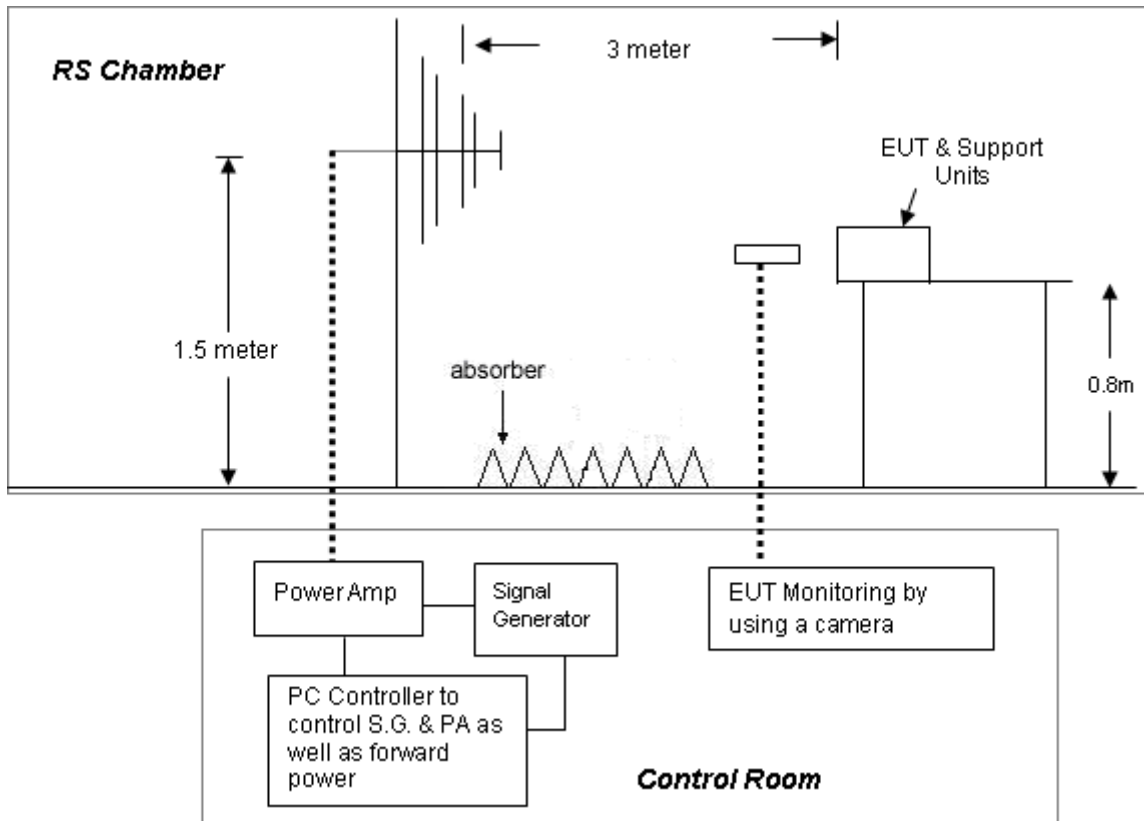 3 meter
RS Chamber
EUT & Support
Units
1.5 meter
absorber
0.8m
Power Amp
Signal
Generator
EUT Monitoring by
using a camera
PC Controller to
control S.G. & PA as
well as forward
power
Control Room